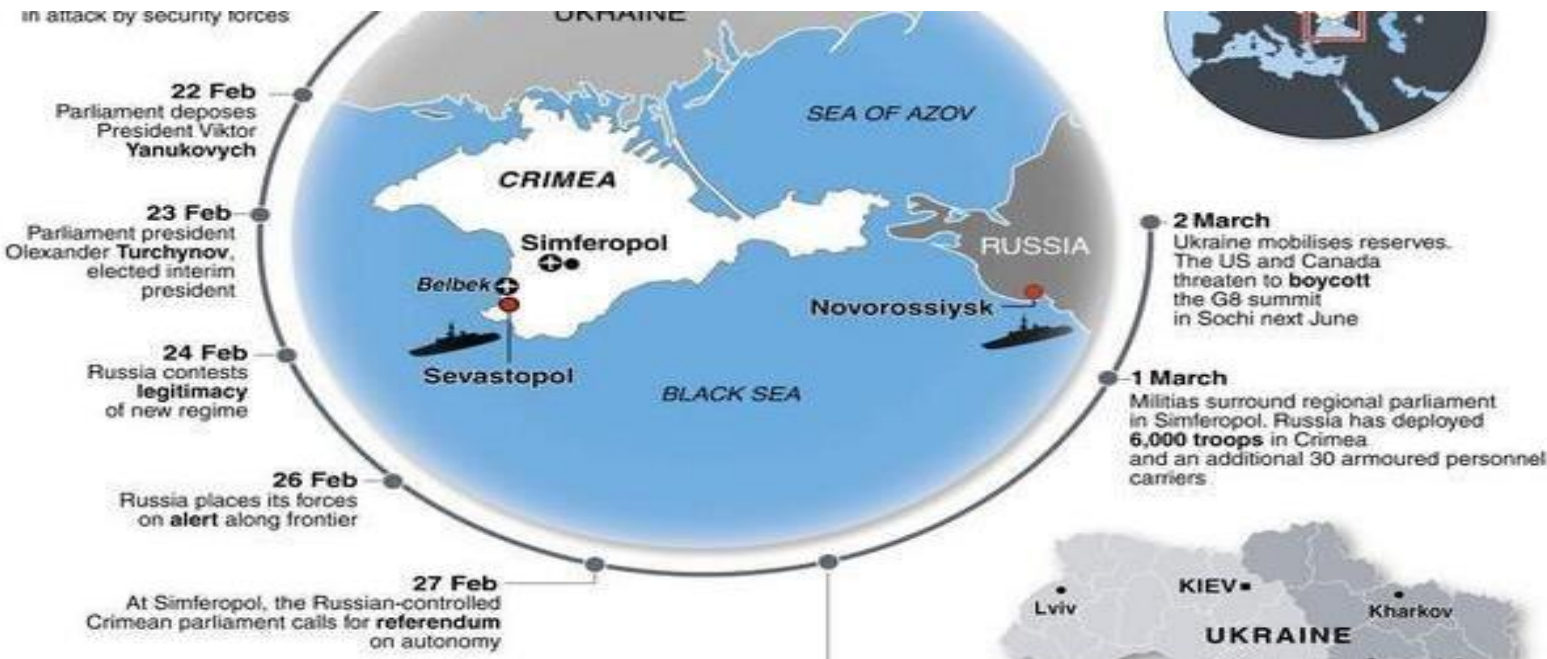 in attack by security forces
22 Feb
Parliament deposes
President Viktor
Yanukovych
23 Feb
Parliament president
Olexander Turchynov,
elected interim
president
24 Feb
Russia contests
legitimacy
of new regime
26 Feb
Russia places its forces
on alert along frontier
27 Feb
At Simferopol, the Russian-controlled
Crimean parliament calls for referendum
on autonomy
UKRAINE
SEA OF AZOV
CRIMEA
Simferopol
RUSSIA
Belbek
Novorossiysk
Sevastopol
BLACK SEA
2 March
Ukraine mobilises reserves.
The US and Canada
threaten to boycott
the G8 summit
in Sochi next June
1 March
Militias surround regional parliament
in Simferopol. Russia has deployed
6,000 troops in Crimea
and an additional 30 armoured personnel
carriers
KIEV
Lviv
Kharkov
UKRAINE